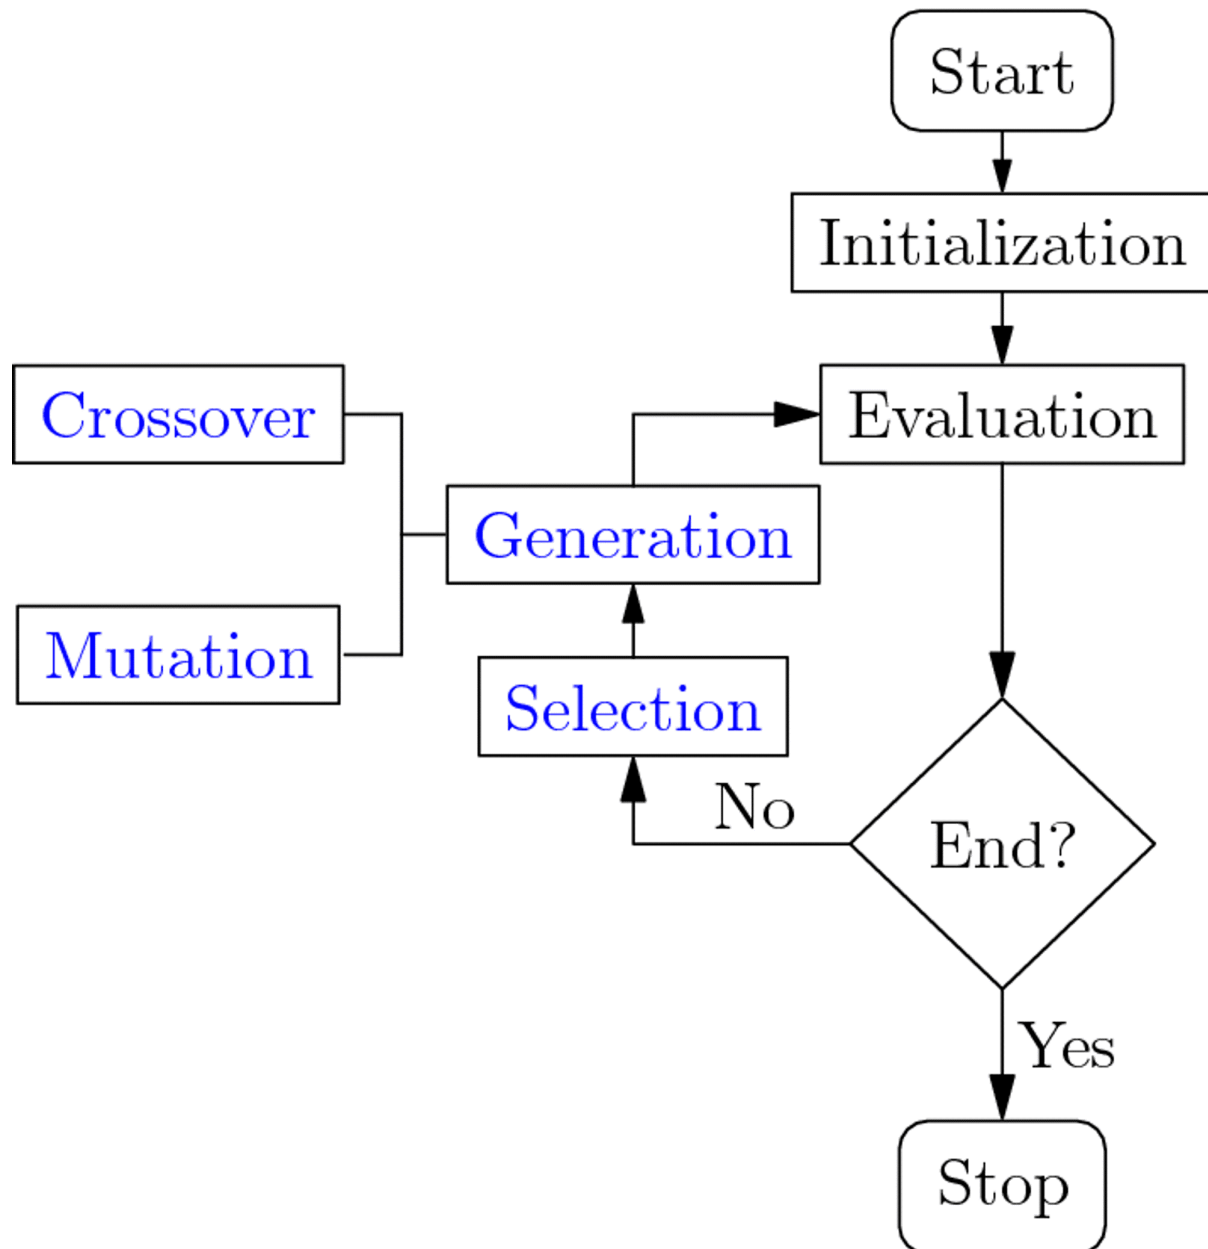 Start
Initialization
Crossover
Evaluation
Generation
Mutation
Selection
No
End?
Yes
Stop